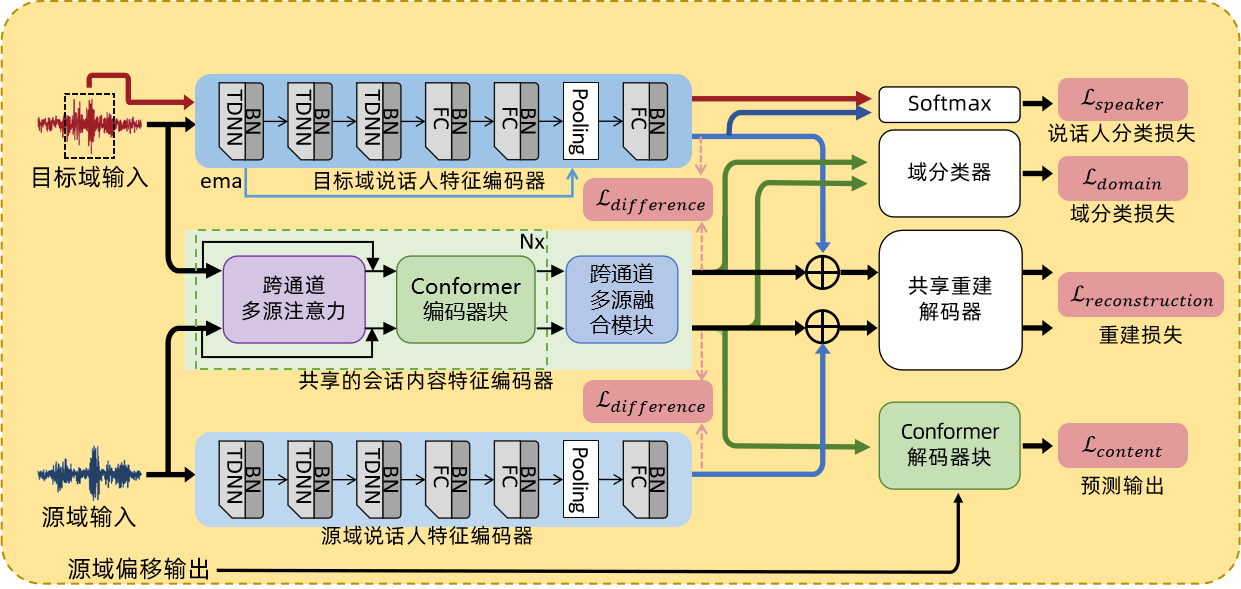 TDNN BN
TDNN BN
TDNN BN
FC BN
FC BN
Pooling
FC BN
Softmax
ℒspeaker
说话人分类损失
目标域输入
ema
目标域说话人特征编码器
ℒdifference
域分类器
ℒdomain
域分类损失
Nx
跨通道
多源注意力
Conformer
编码器块
跨通道
多源融
合模块
共享重建
解码器
ℒreconstruction
重建损失
共享的会话内容特征编码器
ℒdifference
Conformer
解码器块
ℒcontent
预测输出
TDNN BN
TDNN BN
TDNN BN
FC BN
FC BN
Pooling
FC BN
源域输入
源域说话人特征编码器
源域偏移输出